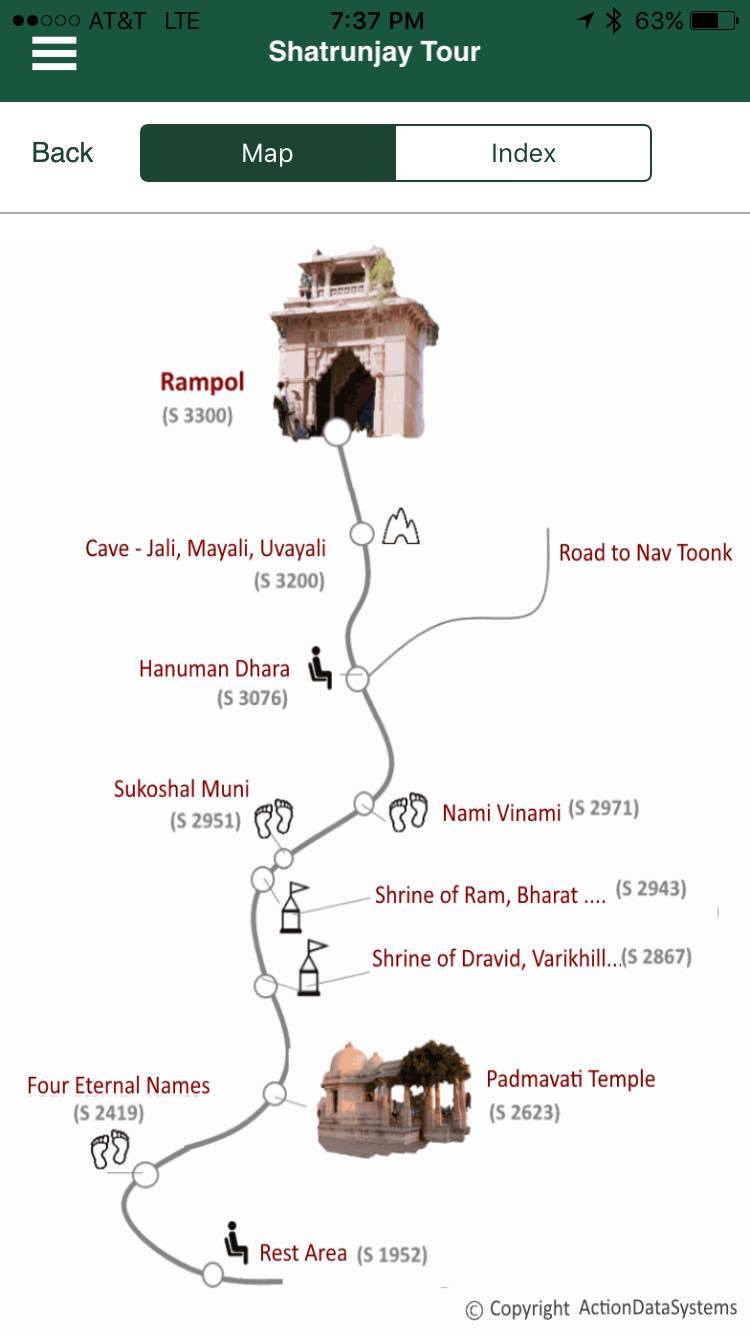 AT&T LTE 7:37 PM 63%
Shatrunjay Tour
Back Map Index
Rampol
(S 3300)
Cave - Jali, Mayali, Uvayali
(S 3200)
Road to Nav Toonk
Hanuman Dhara
(S 3076)
Sukoshal Muni
(S 2951)
Nami Vinami (S 2971)
Shrine of Ram, Bharat .... (S 2943)
Shrine of Dravid, Varikhill...(S 2867)
Four Eternal Names
(S 2419)
Padmavati Temple
(S 2623)
Rest Area (S 1952)
© Copyright ActionDataSystems